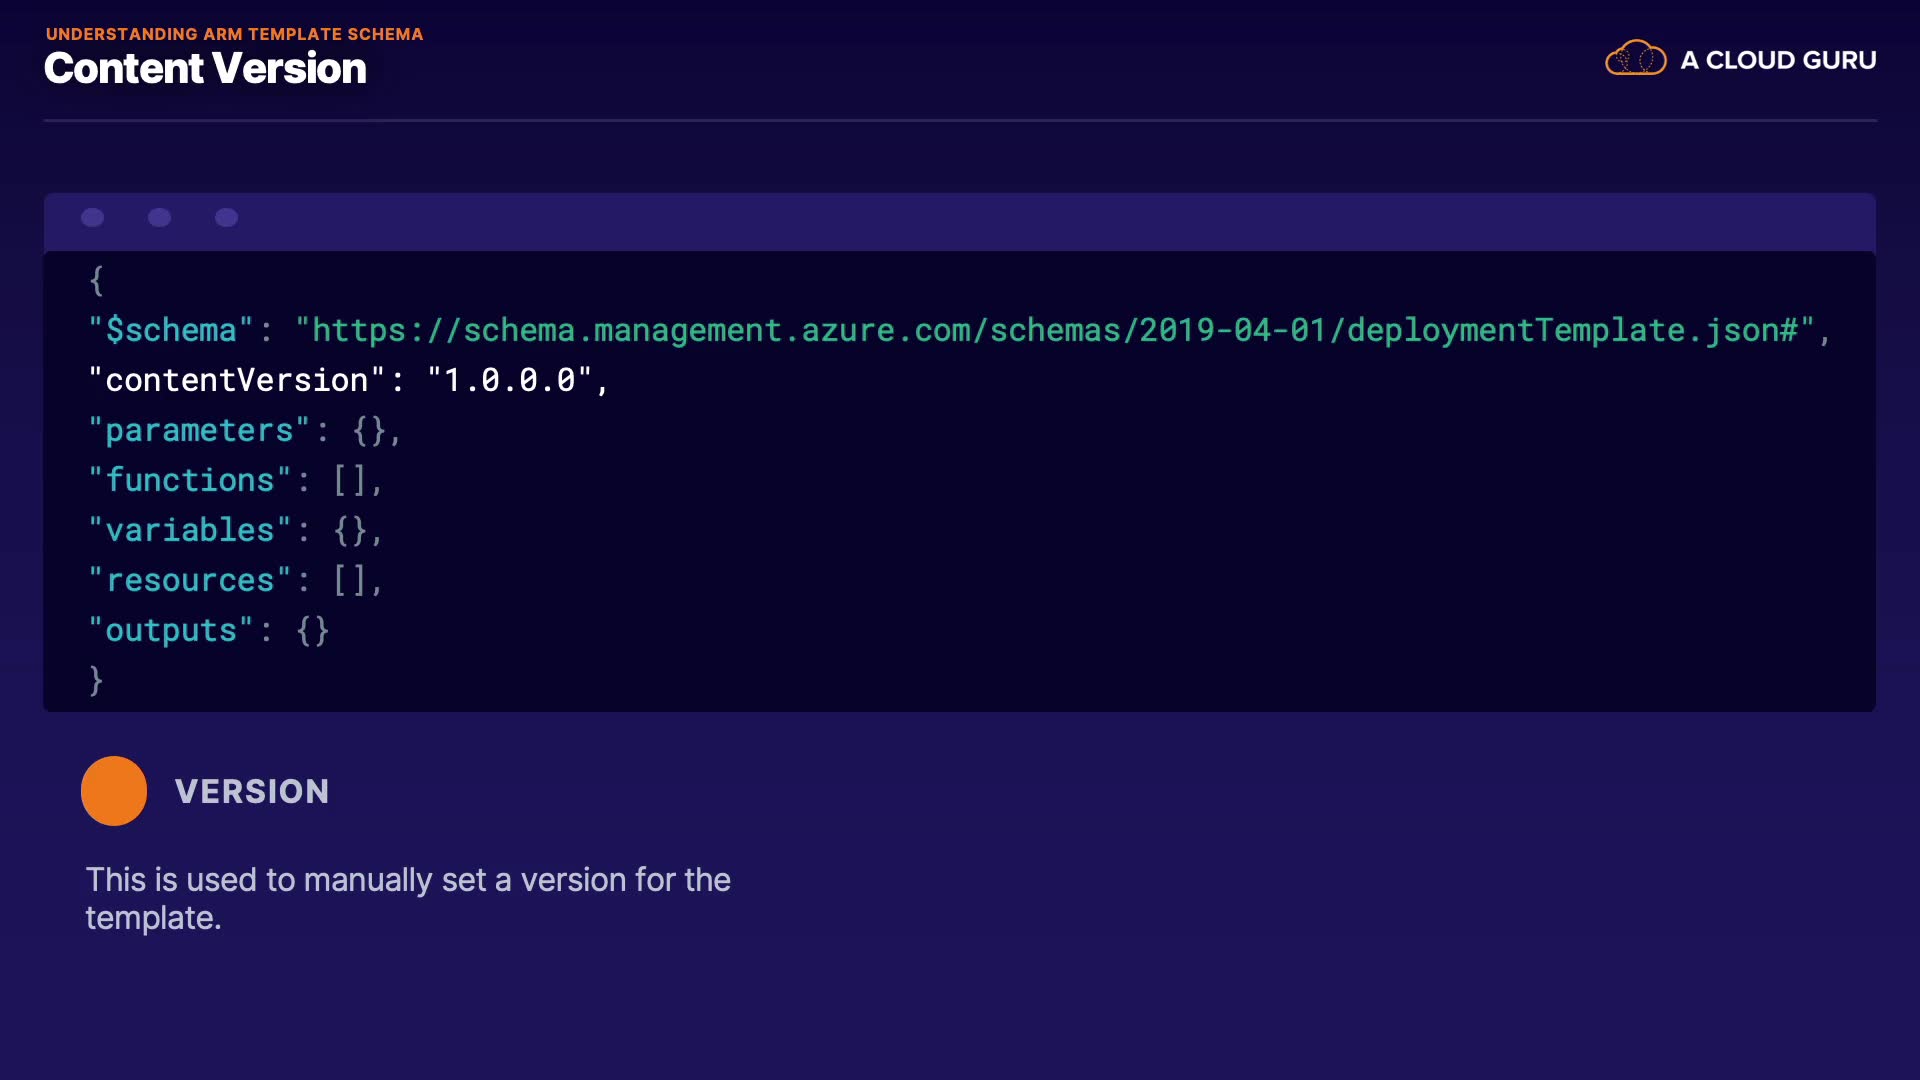 UNDERSTANDING ARM TEMPLATE SCHEMA
Content Version
A CLOUD GURU
{
"$schema": "https://schema.management.azure.com/schemas/2019-04-01/deploymentTemplate.json#",
"contentVersion": "1.0.0.0",
"parameters": {},
"functions": [],
"variables": {},
"resources": [],
"outputs": {}
}
VERSION
This is used to manually set a version for the
template.